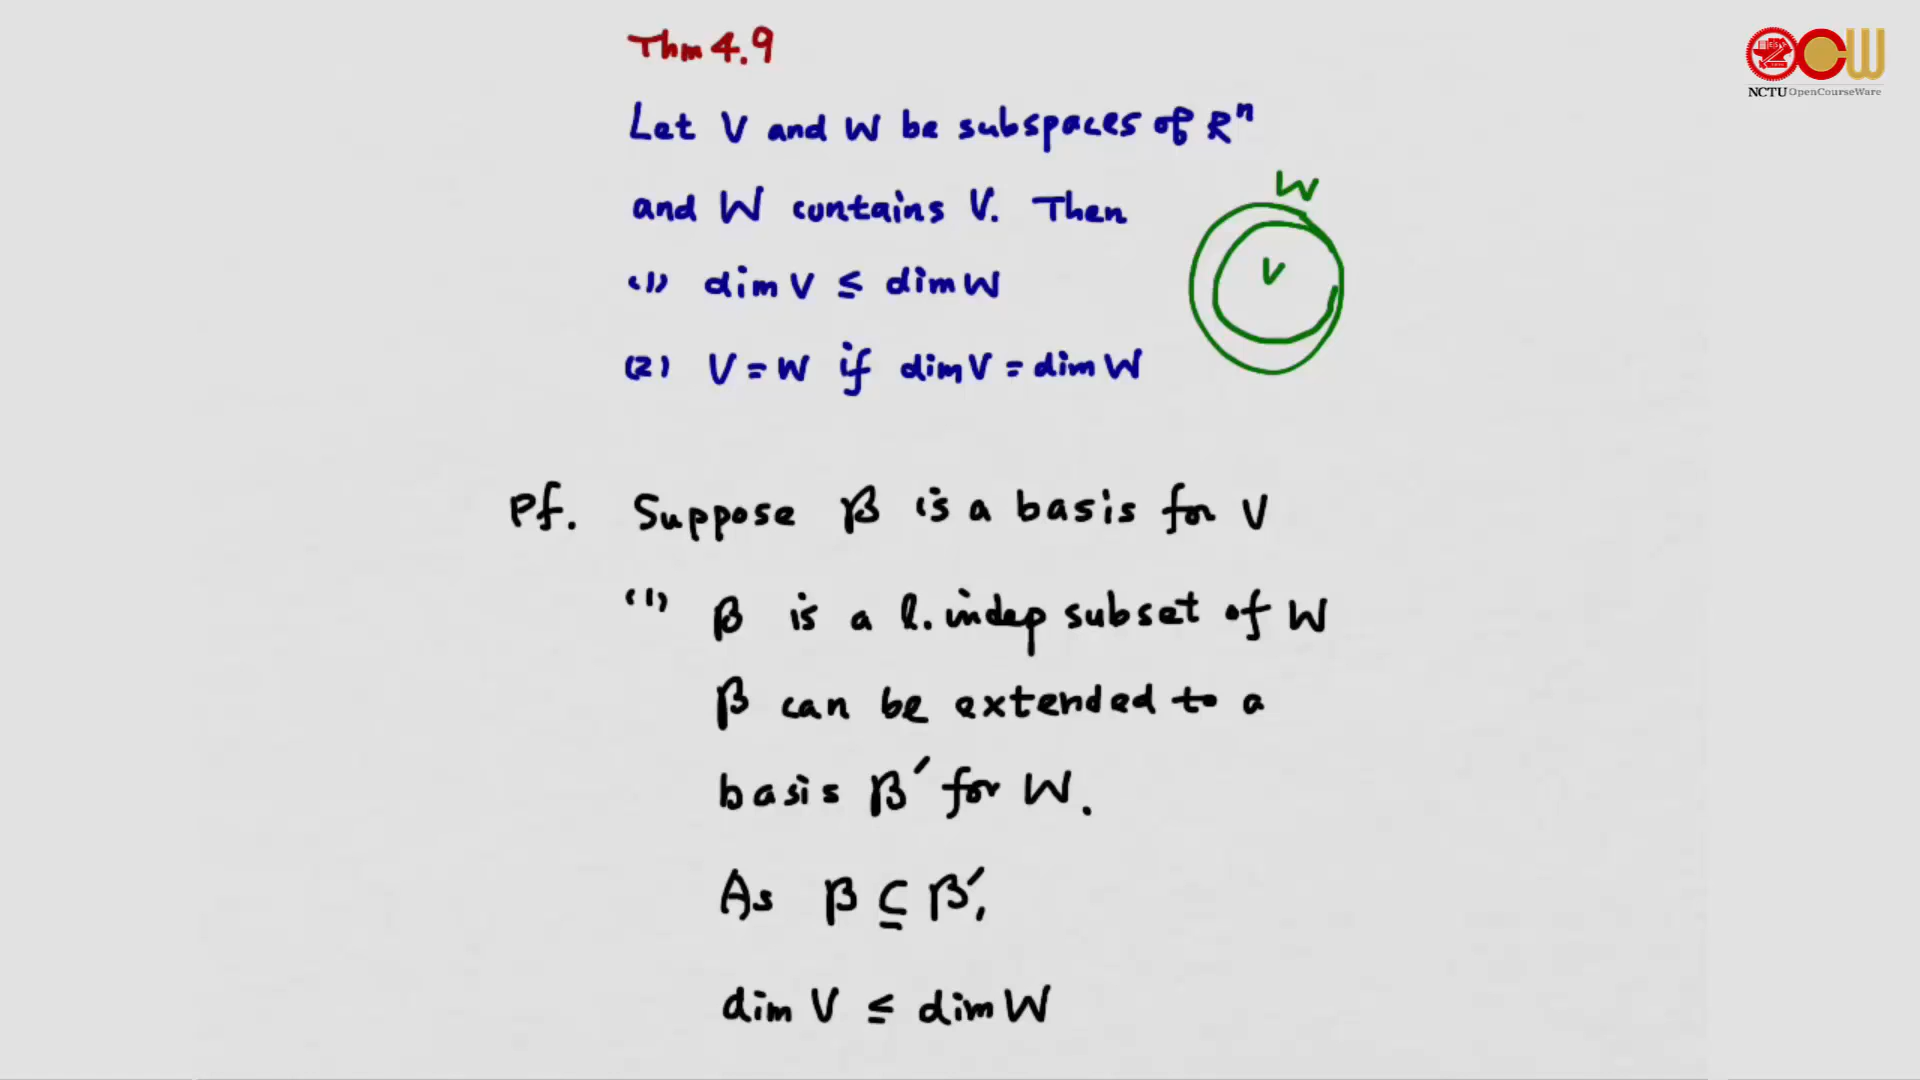 Thm 4.9
NCTU OpenCourseWare
Let V and W be subspaces of R^n
and W contains V. Then
W
V
(1) dim V ≤ dim W
(2) V = W if dim V = dim W
Pf. Suppose β is a basis for V
(1) β is a l. indep subset of W
β can be extended to a
basis β′ for W.
As β ⊆ β′,
dim V ≤ dim W